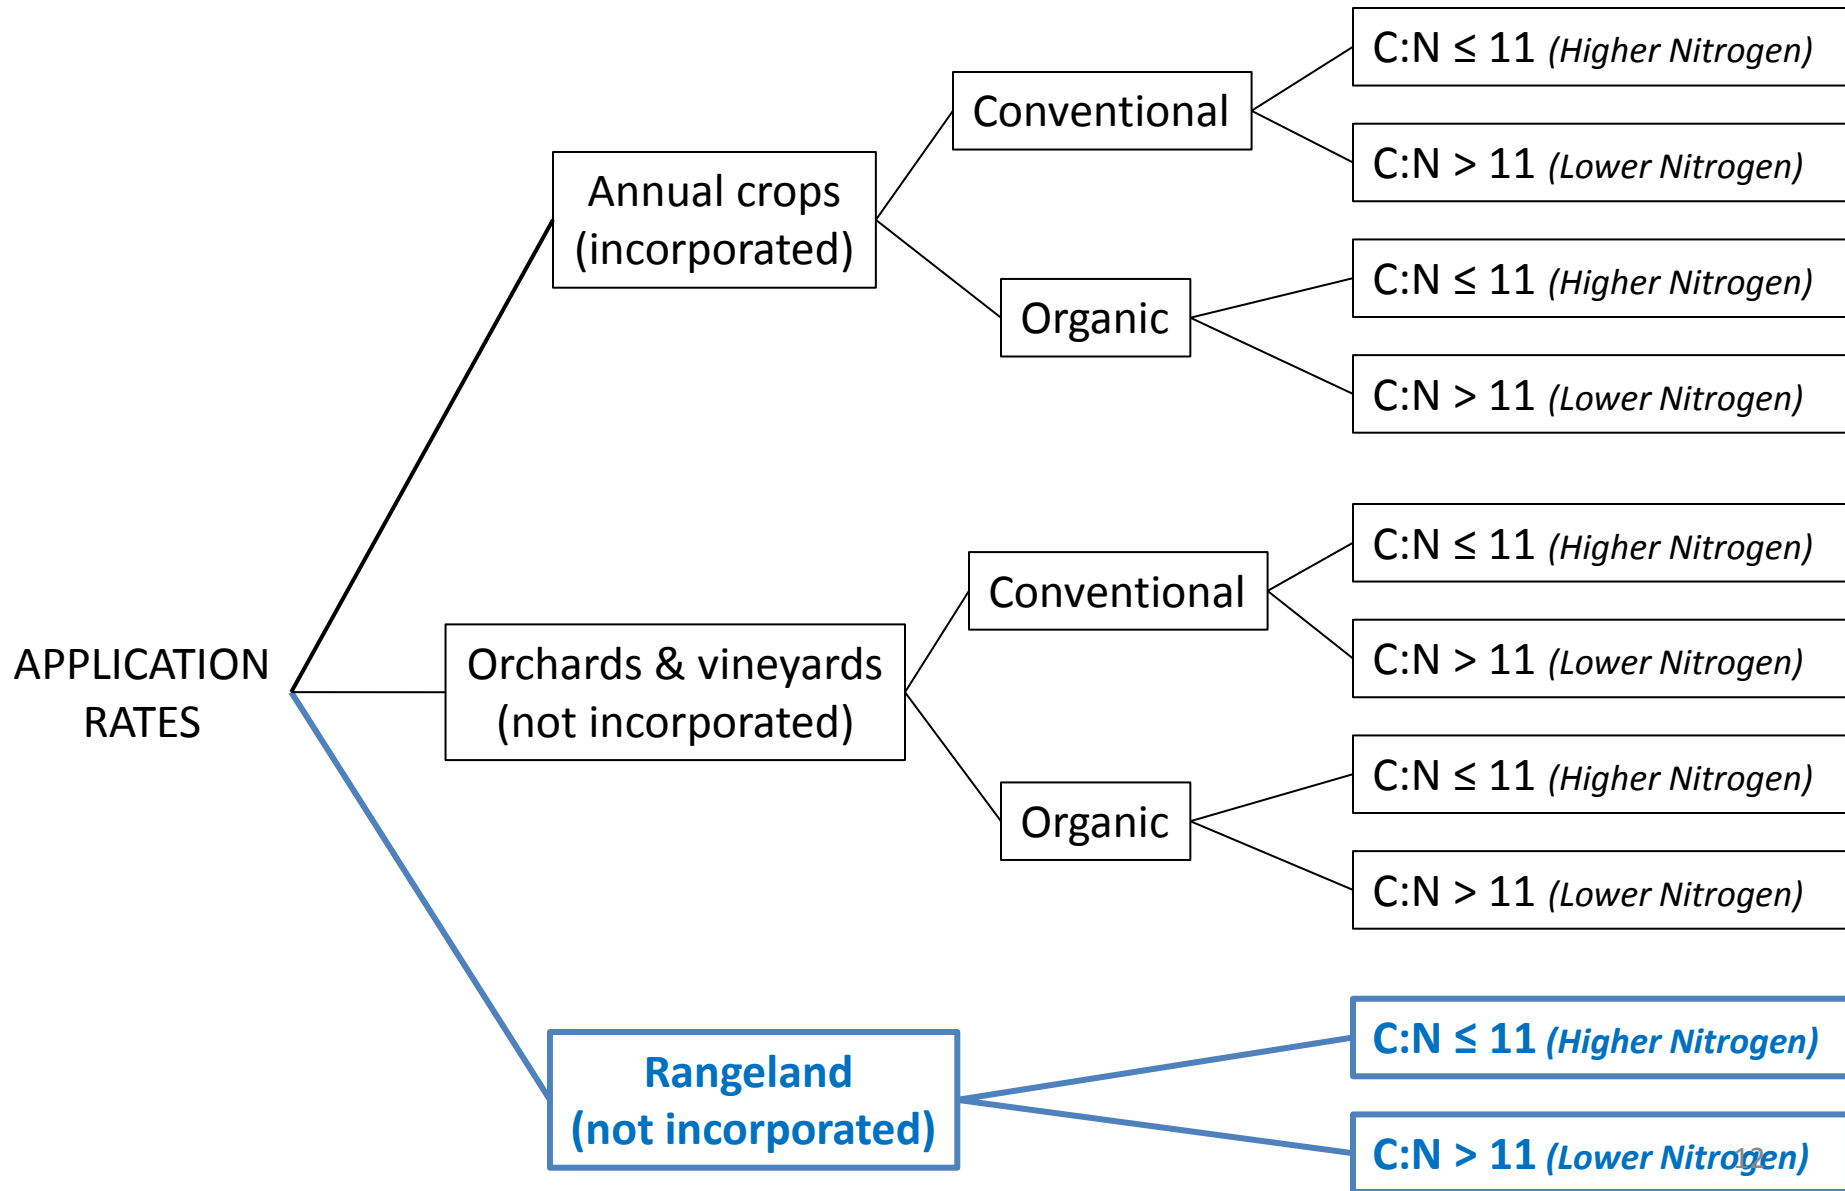 APPLICATION
RATES
Annual crops
(incorporated)
Conventional
C:N ≤ 11 (Higher Nitrogen)
C:N > 11 (Lower Nitrogen)
Organic
C:N ≤ 11 (Higher Nitrogen)
C:N > 11 (Lower Nitrogen)
Orchards & vineyards
(not incorporated)
Conventional
C:N ≤ 11 (Higher Nitrogen)
C:N > 11 (Lower Nitrogen)
Organic
C:N ≤ 11 (Higher Nitrogen)
C:N > 11 (Lower Nitrogen)
Rangeland
(not incorporated)
C:N ≤ 11 (Higher Nitrogen)
C:N > 11 (Lower Nitrogen)
12